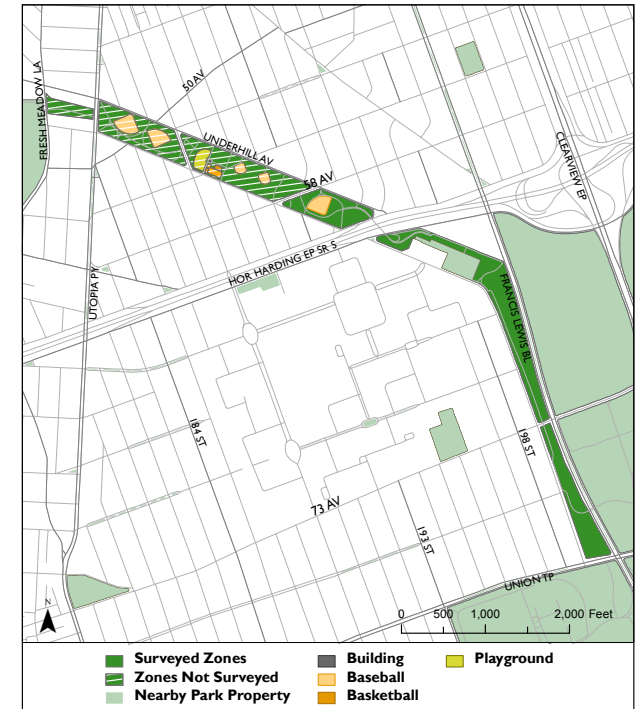 FRESH MEADOW LA
50 AV
UNDERHILL AV
58 AV
CLEARVIEW EP
HOR HARDING EP SR S
UTOPIA PY
FRANCIS LEWIS BL
184 ST
198 ST
73 AV
193 ST
UNION TP
N
0 500 1,000 2,000 Feet
Surveyed Zones Building Playground
Zones Not Surveyed Baseball
Nearby Park Property Basketball